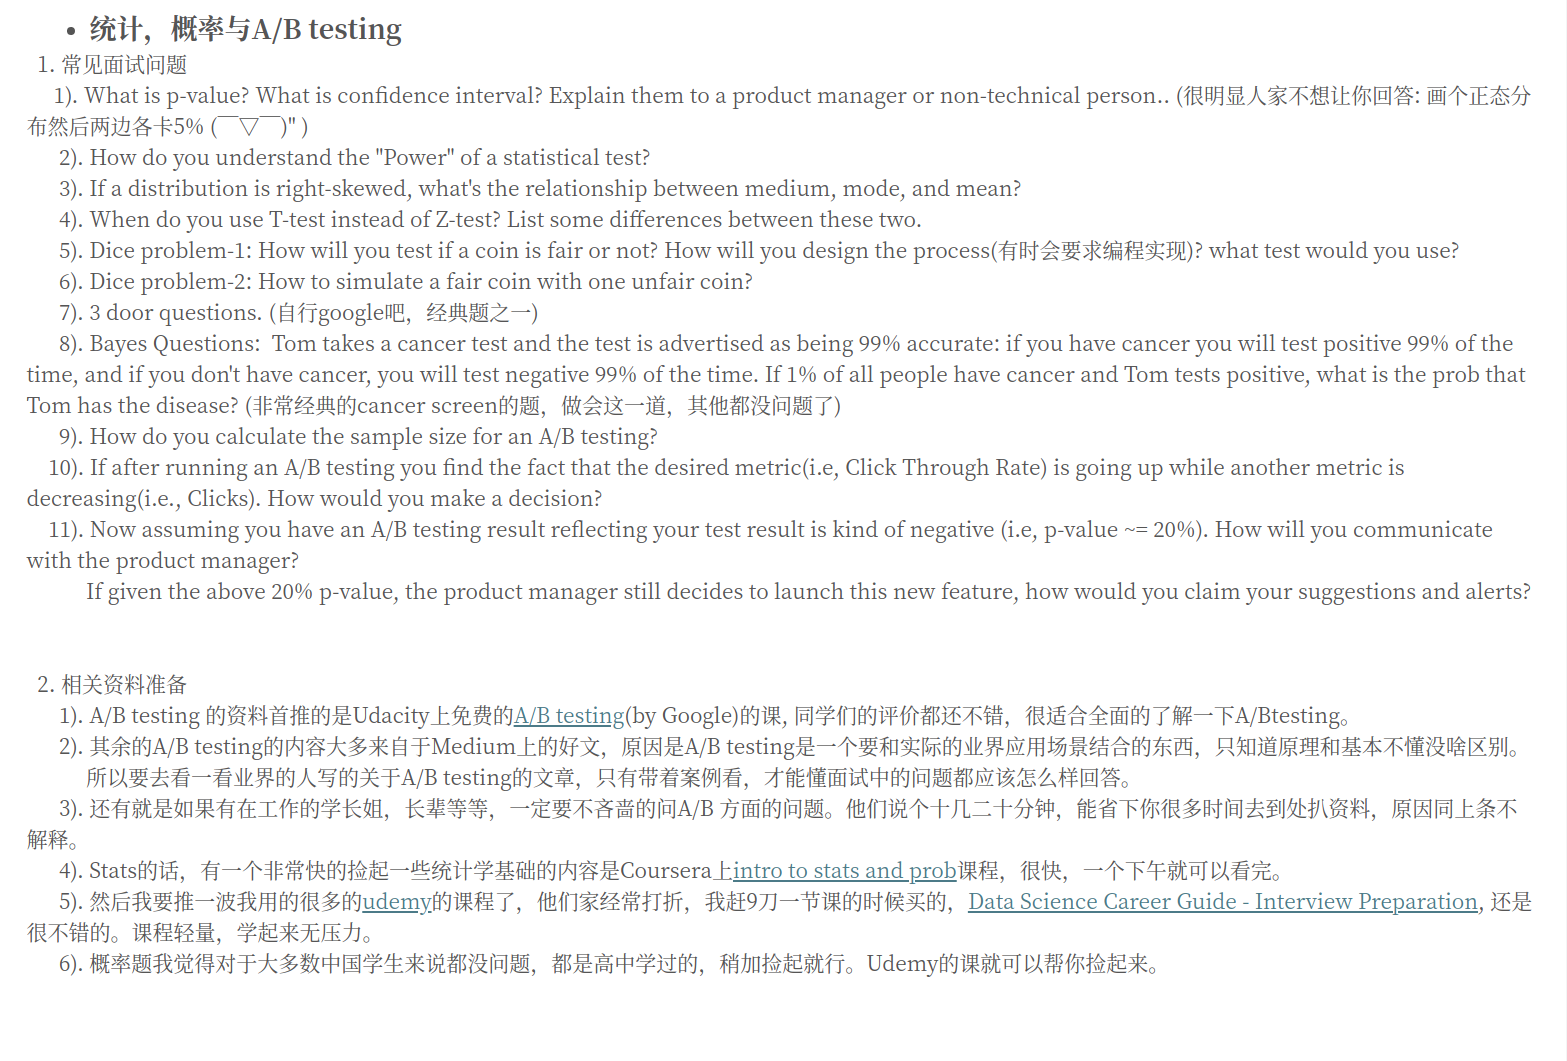 • 统计，概率与A/B testing
1. 常见面试问题
1). What is p-value? What is confidence interval? Explain them to a product manager or non-technical person.. (很明显人家不想让你回答: 画个正态分
布然后两边各卡5% (￣▽￣)" )
2). How do you understand the "Power" of a statistical test?
3). If a distribution is right-skewed, what's the relationship between medium, mode, and mean?
4). When do you use T-test instead of Z-test? List some differences between these two.
5). Dice problem-1: How will you test if a coin is fair or not? How will you design the process(有时会要求编程实现)? what test would you use?
6). Dice problem-2: How to simulate a fair coin with one unfair coin?
7). 3 door questions. (自行google吧，经典题之一)
8). Bayes Questions:  Tom takes a cancer test and the test is advertised as being 99% accurate: if you have cancer you will test positive 99% of the
time, and if you don't have cancer, you will test negative 99% of the time. If 1% of all people have cancer and Tom tests positive, what is the prob that
Tom has the disease? (非常经典的cancer screen的题，做会这一道，其他都没问题了)
9). How do you calculate the sample size for an A/B testing?
10). If after running an A/B testing you find the fact that the desired metric(i.e, Click Through Rate) is going up while another metric is
decreasing(i.e., Clicks). How would you make a decision?
11). Now assuming you have an A/B testing result reflecting your test result is kind of negative (i.e, p-value ~= 20%). How will you communicate
with the product manager?
If given the above 20% p-value, the product manager still decides to launch this new feature, how would you claim your suggestions and alerts?
2. 相关资料准备
1). A/B testing 的资料首推的是Udacity上免费的A/B testing(by Google)的课, 同学们的评价都还不错，很适合全面的了解一下A/Btesting。
2). 其余的A/B testing的内容大多来自于Medium上的好文，原因是A/B testing是一个要和实际的业界应用场景结合的东西，只知道原理和基本不懂没啥区别。
所以要去看一看业界的人写的关于A/B testing的文章，只有带着案例看，才能懂面试中的问题都应该怎么样回答。
3). 还有就是如果有在工作的学长姐，长辈等等，一定要不吝啬的问A/B 方面的问题。他们说个十几二十分钟，能省下你很多时间去到处扒资料，原因同上条不
解释。
4). Stats的话，有一个非常快的捡起一些统计学基础的内容是Coursera上intro to stats and prob课程，很快，一个下午就可以看完。
5). 然后我要推一波我用的很多的udemy的课程了，他们家经常打折，我赶9刀一节课的时候买的，Data Science Career Guide - Interview Preparation, 还是
很不错的。课程轻量，学起来无压力。
6). 概率题我觉得对于大多数中国学生来说都没问题，都是高中学过的，稍加捡起就行。Udemy的课就可以帮你捡起来。